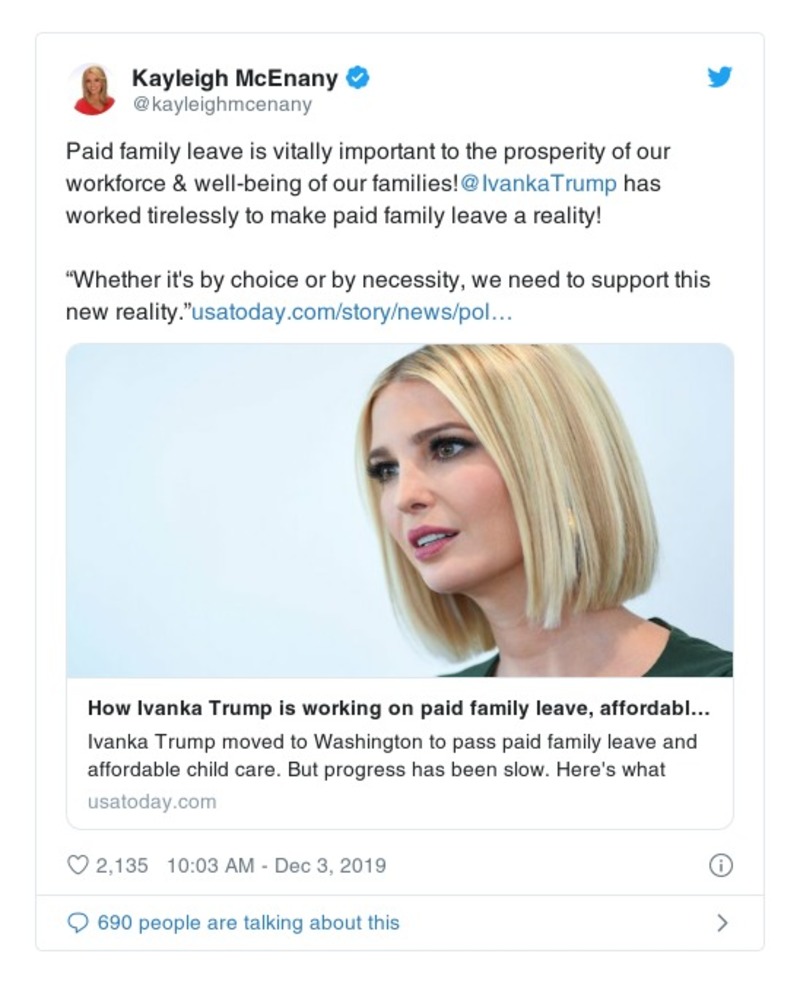 Kayleigh McEnany
@kayleighmcenany
Paid family leave is vitally important to the prosperity of our
workforce & well-being of our families!@IvankaTrump has
worked tirelessly to make paid family leave a reality!
“Whether it's by choice or by necessity, we need to support this
new reality.”usatoday.com/story/news/pol…
How Ivanka Trump is working on paid family leave, affordabl...
Ivanka Trump moved to Washington to pass paid family leave and
affordable child care. But progress has been slow. Here's what
usatoday.com
2,135 10:03 AM - Dec 3, 2019
690 people are talking about this